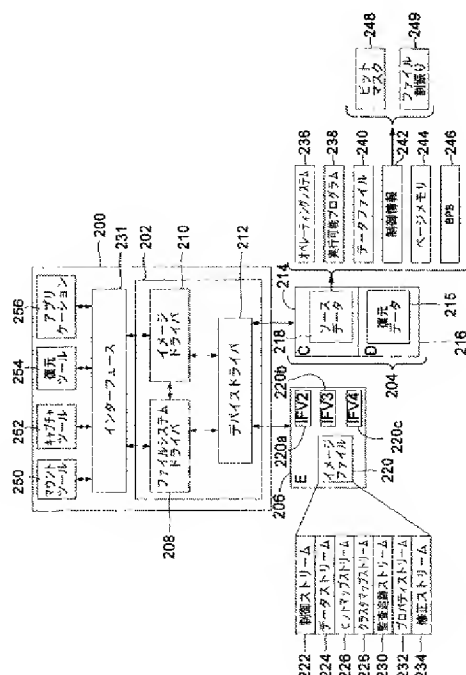 200
250
252
254
256
マウント
ツール
キャプチャ
ツール
復元
ツール
アプリ
ケーション
231
インターフェース
202
ファイルシステム
ドライバ
イメージ
ドライバ
210
208
デバイスドライバ
212
206
E
イメージ
ファイル
220
IFV2
IFV3
IFV4
220a
220b
220c
204
C
ソース
データ
218
214
D
復元
データ
215
216
222
制御ストリーム
224
データストリーム
226
ビットマップストリーム
228
クラスタマップストリーム
230
監査追跡ストリーム
232
プロパティストリーム
234
修正ストリーム
オペレーティングシステム
236
実行可能プログラム
238
データファイル
240
制御情報
242
ページメモリ
244
BPB
246
ビット
マスク
248
ファイル
割振り
249